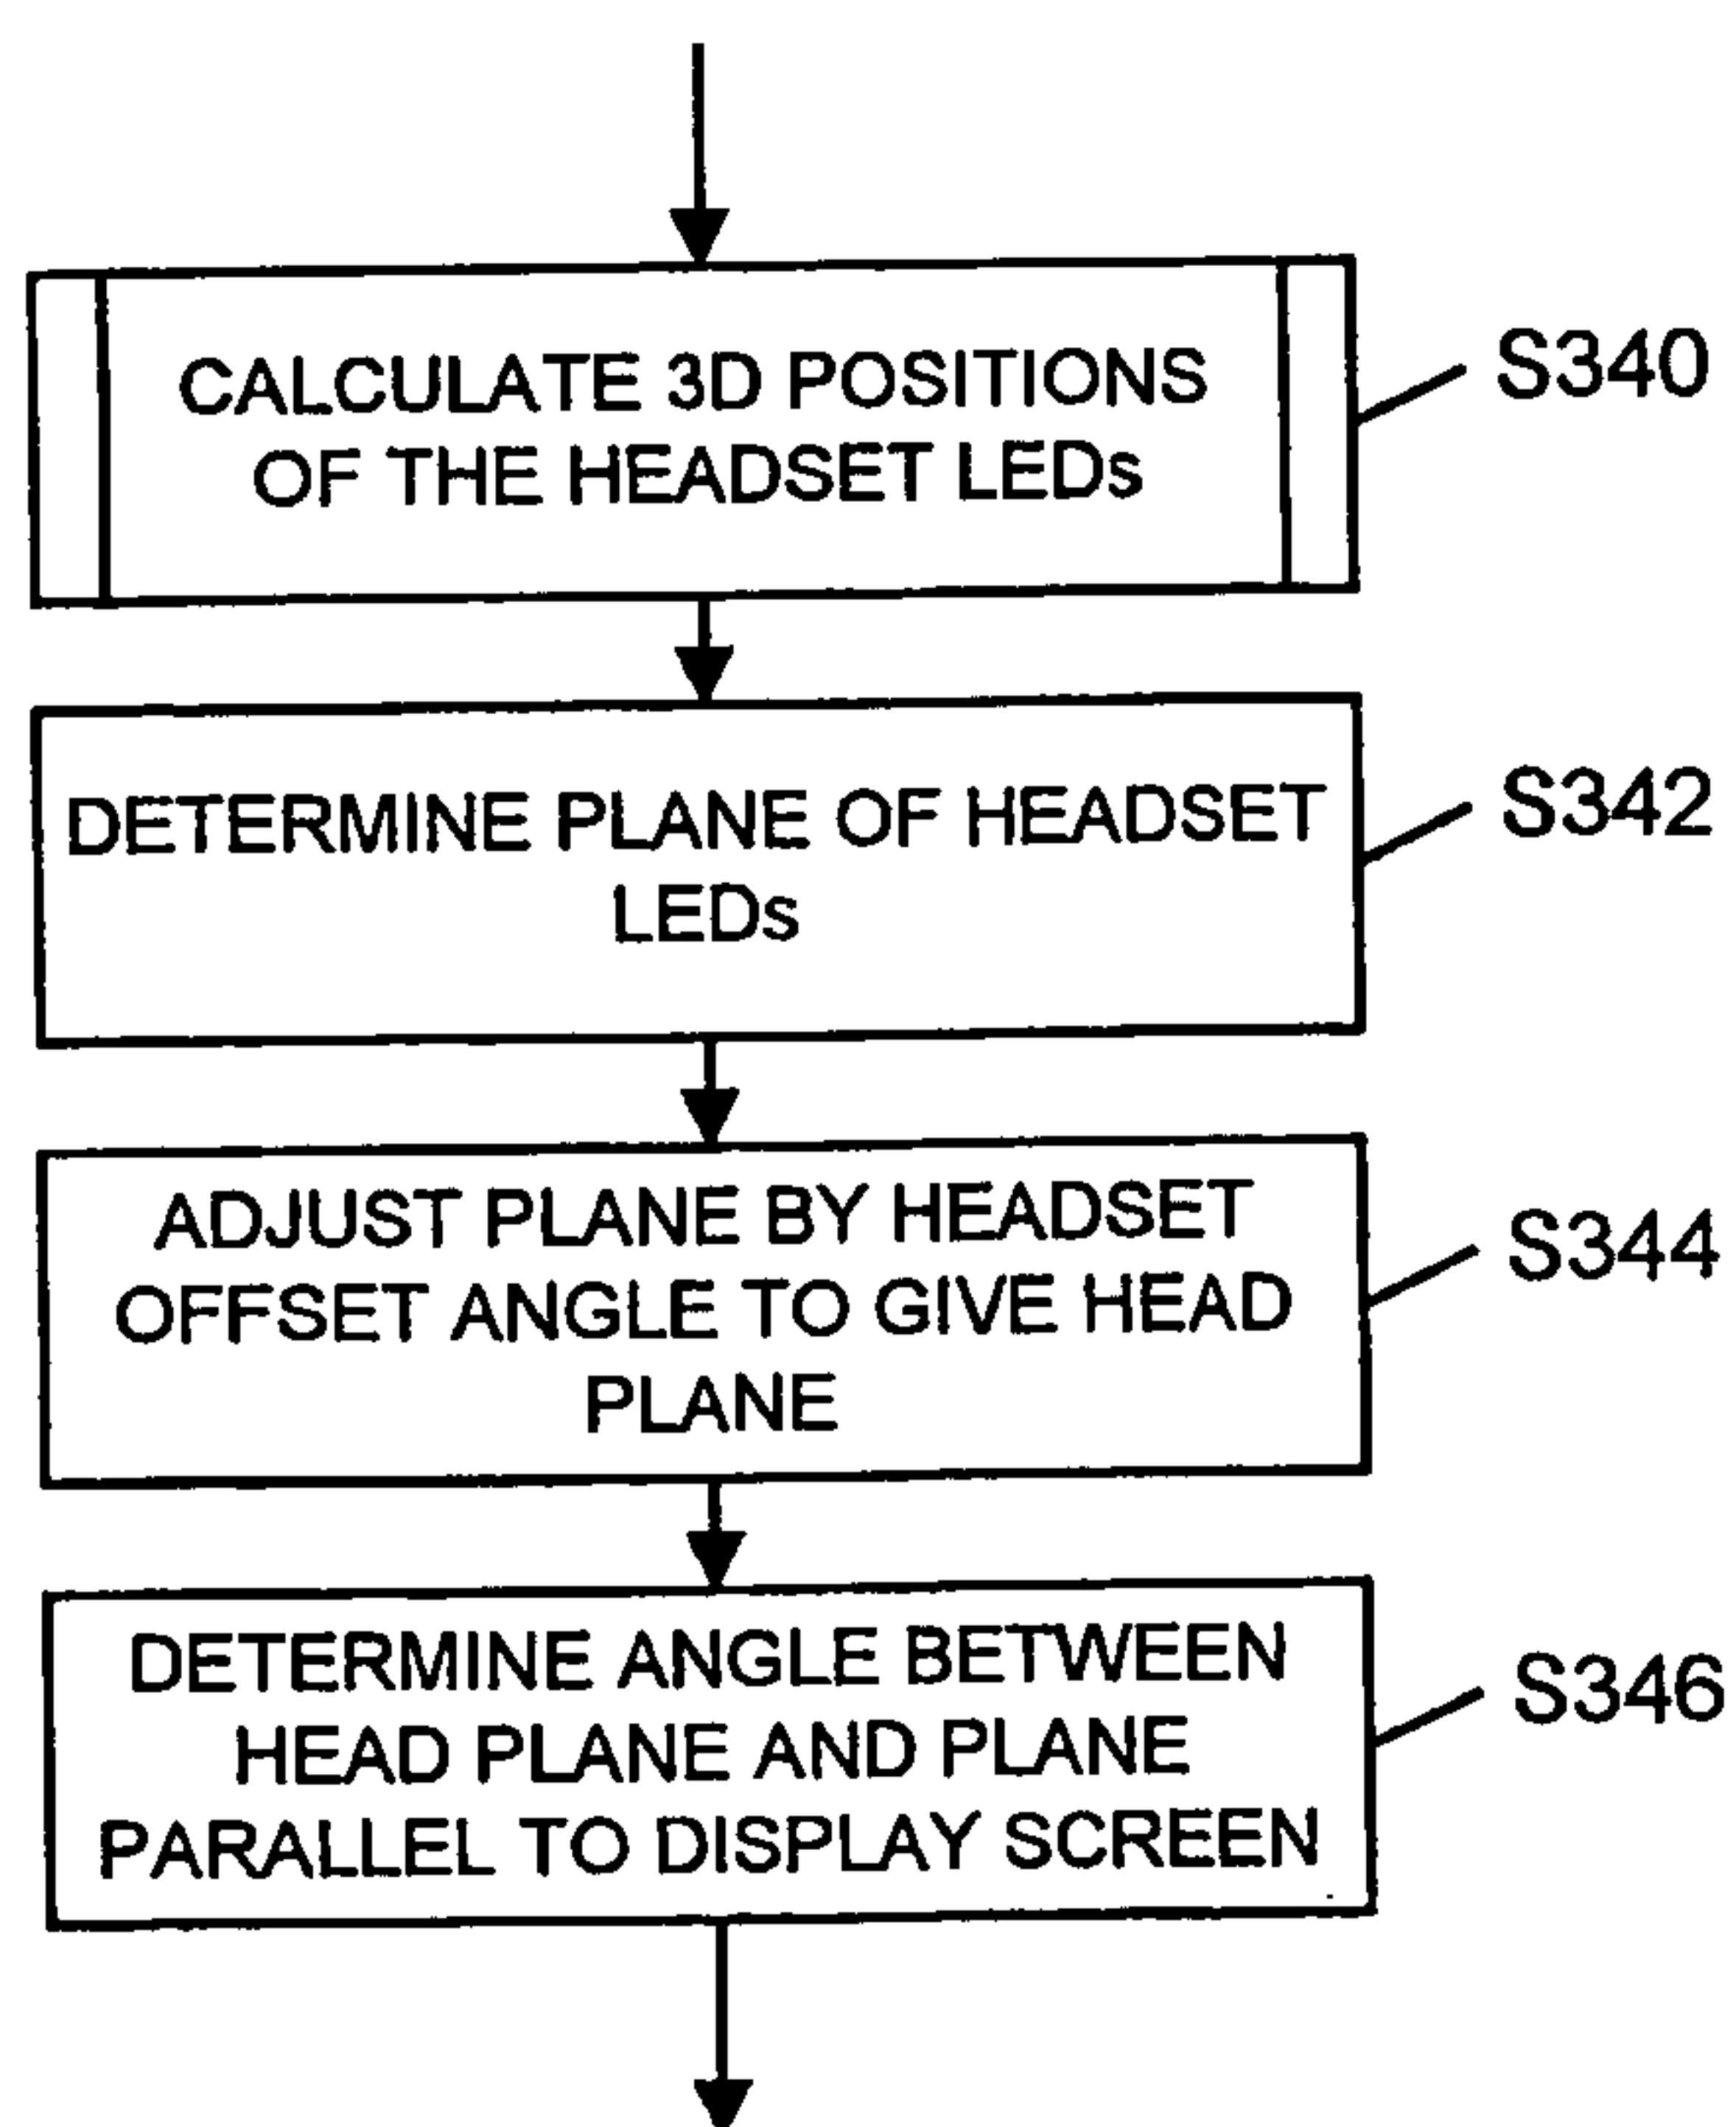 CALCULATE 3D POSITIONS
OF THE HEADSET LEDs
S340
DETERMINE PLANE OF HEADSET
LEDs
S342
ADJUST PLANE BY HEADSET
OFFSET ANGLE TO GIVE HEAD
PLANE
S344
DETERMINE ANGLE BETWEEN
HEAD PLANE AND PLANE
PARALLEL TO DISPLAY SCREEN
S346